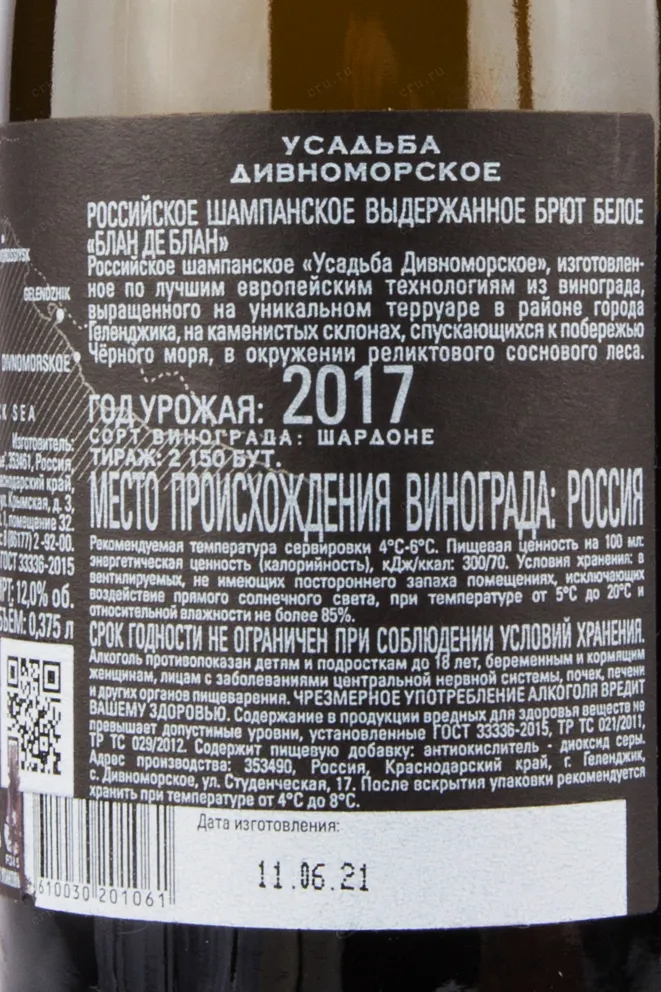 cru.ru
УСАДЬБА
ДИВНОМОРСКОЕ
РОССИЙСКОЕ ШАМПАНСКОЕ ВЫДЕРЖАННОЕ БРЮТ БЕЛОЕ
«БЛАН ДЕ БЛАН»
Российское шампанское «Усадьба Дивноморское», изготовлен-
ное по лучшим европейским технологиям из винограда,
выращенного на уникальном терруаре в районе города
Геленджика, на каменистых склонах, спускающихся к побережью
Чёрного моря, в окружении реликтового соснового леса.
ГОД УРОЖАЯ: 2017
СОРТ ВИНОГРАДА: ШАРДОНЕ
ТИРАЖ: 2 150 БУТ.
МЕСТО ПРОИСХОЖДЕНИЯ ВИНОГРАДА: РОССИЯ
Рекомендуемая температура сервировки 4°С-6°С. Пищевая ценность на 100 мл:
энергетическая ценность (калорийность), кДж/ккал: 300/70. Условия хранения: в
вентилируемых, не имеющих постороннего запаха помещениях, исключающих
воздействие прямого солнечного света, при температуре от 5°С до 20°С и
относительной влажности не более 85%.
СРОК ГОДНОСТИ НЕ ОГРАНИЧЕН ПРИ СОБЛЮДЕНИИ УСЛОВИЙ ХРАНЕНИЯ.
Алкоголь противопоказан детям и подросткам до 18 лет, беременным и кормящим
женщинам, лицам с заболеваниями центральной нервной системы, почек, печени
и других органов пищеварения. ЧРЕЗМЕРНОЕ УПОТРЕБЛЕНИЕ АЛКОГОЛЯ ВРЕДИТ
ВАШЕМУ ЗДОРОВЬЮ. Содержание в продукции вредных для здоровья веществ не
превышает допустимые уровни, установленные ГОСТ 33336-2015, ТР ТС 021/2011,
ТР ТС 029/2012. Содержит пищевую добавку: антиокислитель - диоксид серы.
Адрес производства: 353490, Россия, Краснодарский край, г. Геленджик,
с. Дивноморское, ул. Студенческая, 17. После вскрытия упаковки рекомендуется
хранить при температуре от 4°С до 8°С.
GELENDZHIK
DIVNOMORSKOE
SEA
Изготовитель:
353461, Россия,
край,
ул. Крымская, д. 3,
помещение 32.
2-92-00.
ГОСТ 33336-2015
12,0% об.
0,375 л
Дата изготовления:
11.06.21
610030 201061